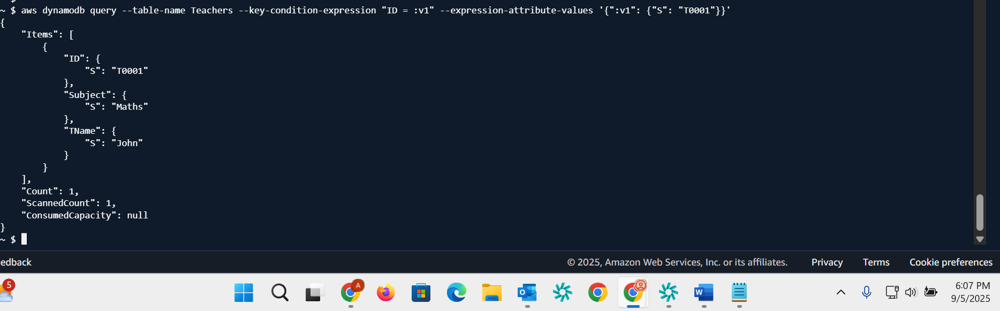 ~ $ aws dynamodb query --table-name Teachers --key-condition-expression "ID = :v1" --expression-attribute-values '{":v1": {"S": "T0001"}}'
{
    "Items": [
        {
            "ID": {
                "S": "T0001"
            },
            "Subject": {
                "S": "Maths"
            },
            "TName": {
                "S": "John"
            }
        }
    ],
    "Count": 1,
    "ScannedCount": 1,
    "ConsumedCapacity": null
}
~ $
edback
© 2025, Amazon Web Services, Inc. or its affiliates. Privacy Terms Cookie preferences
5
A
6:07 PM
9/5/2025